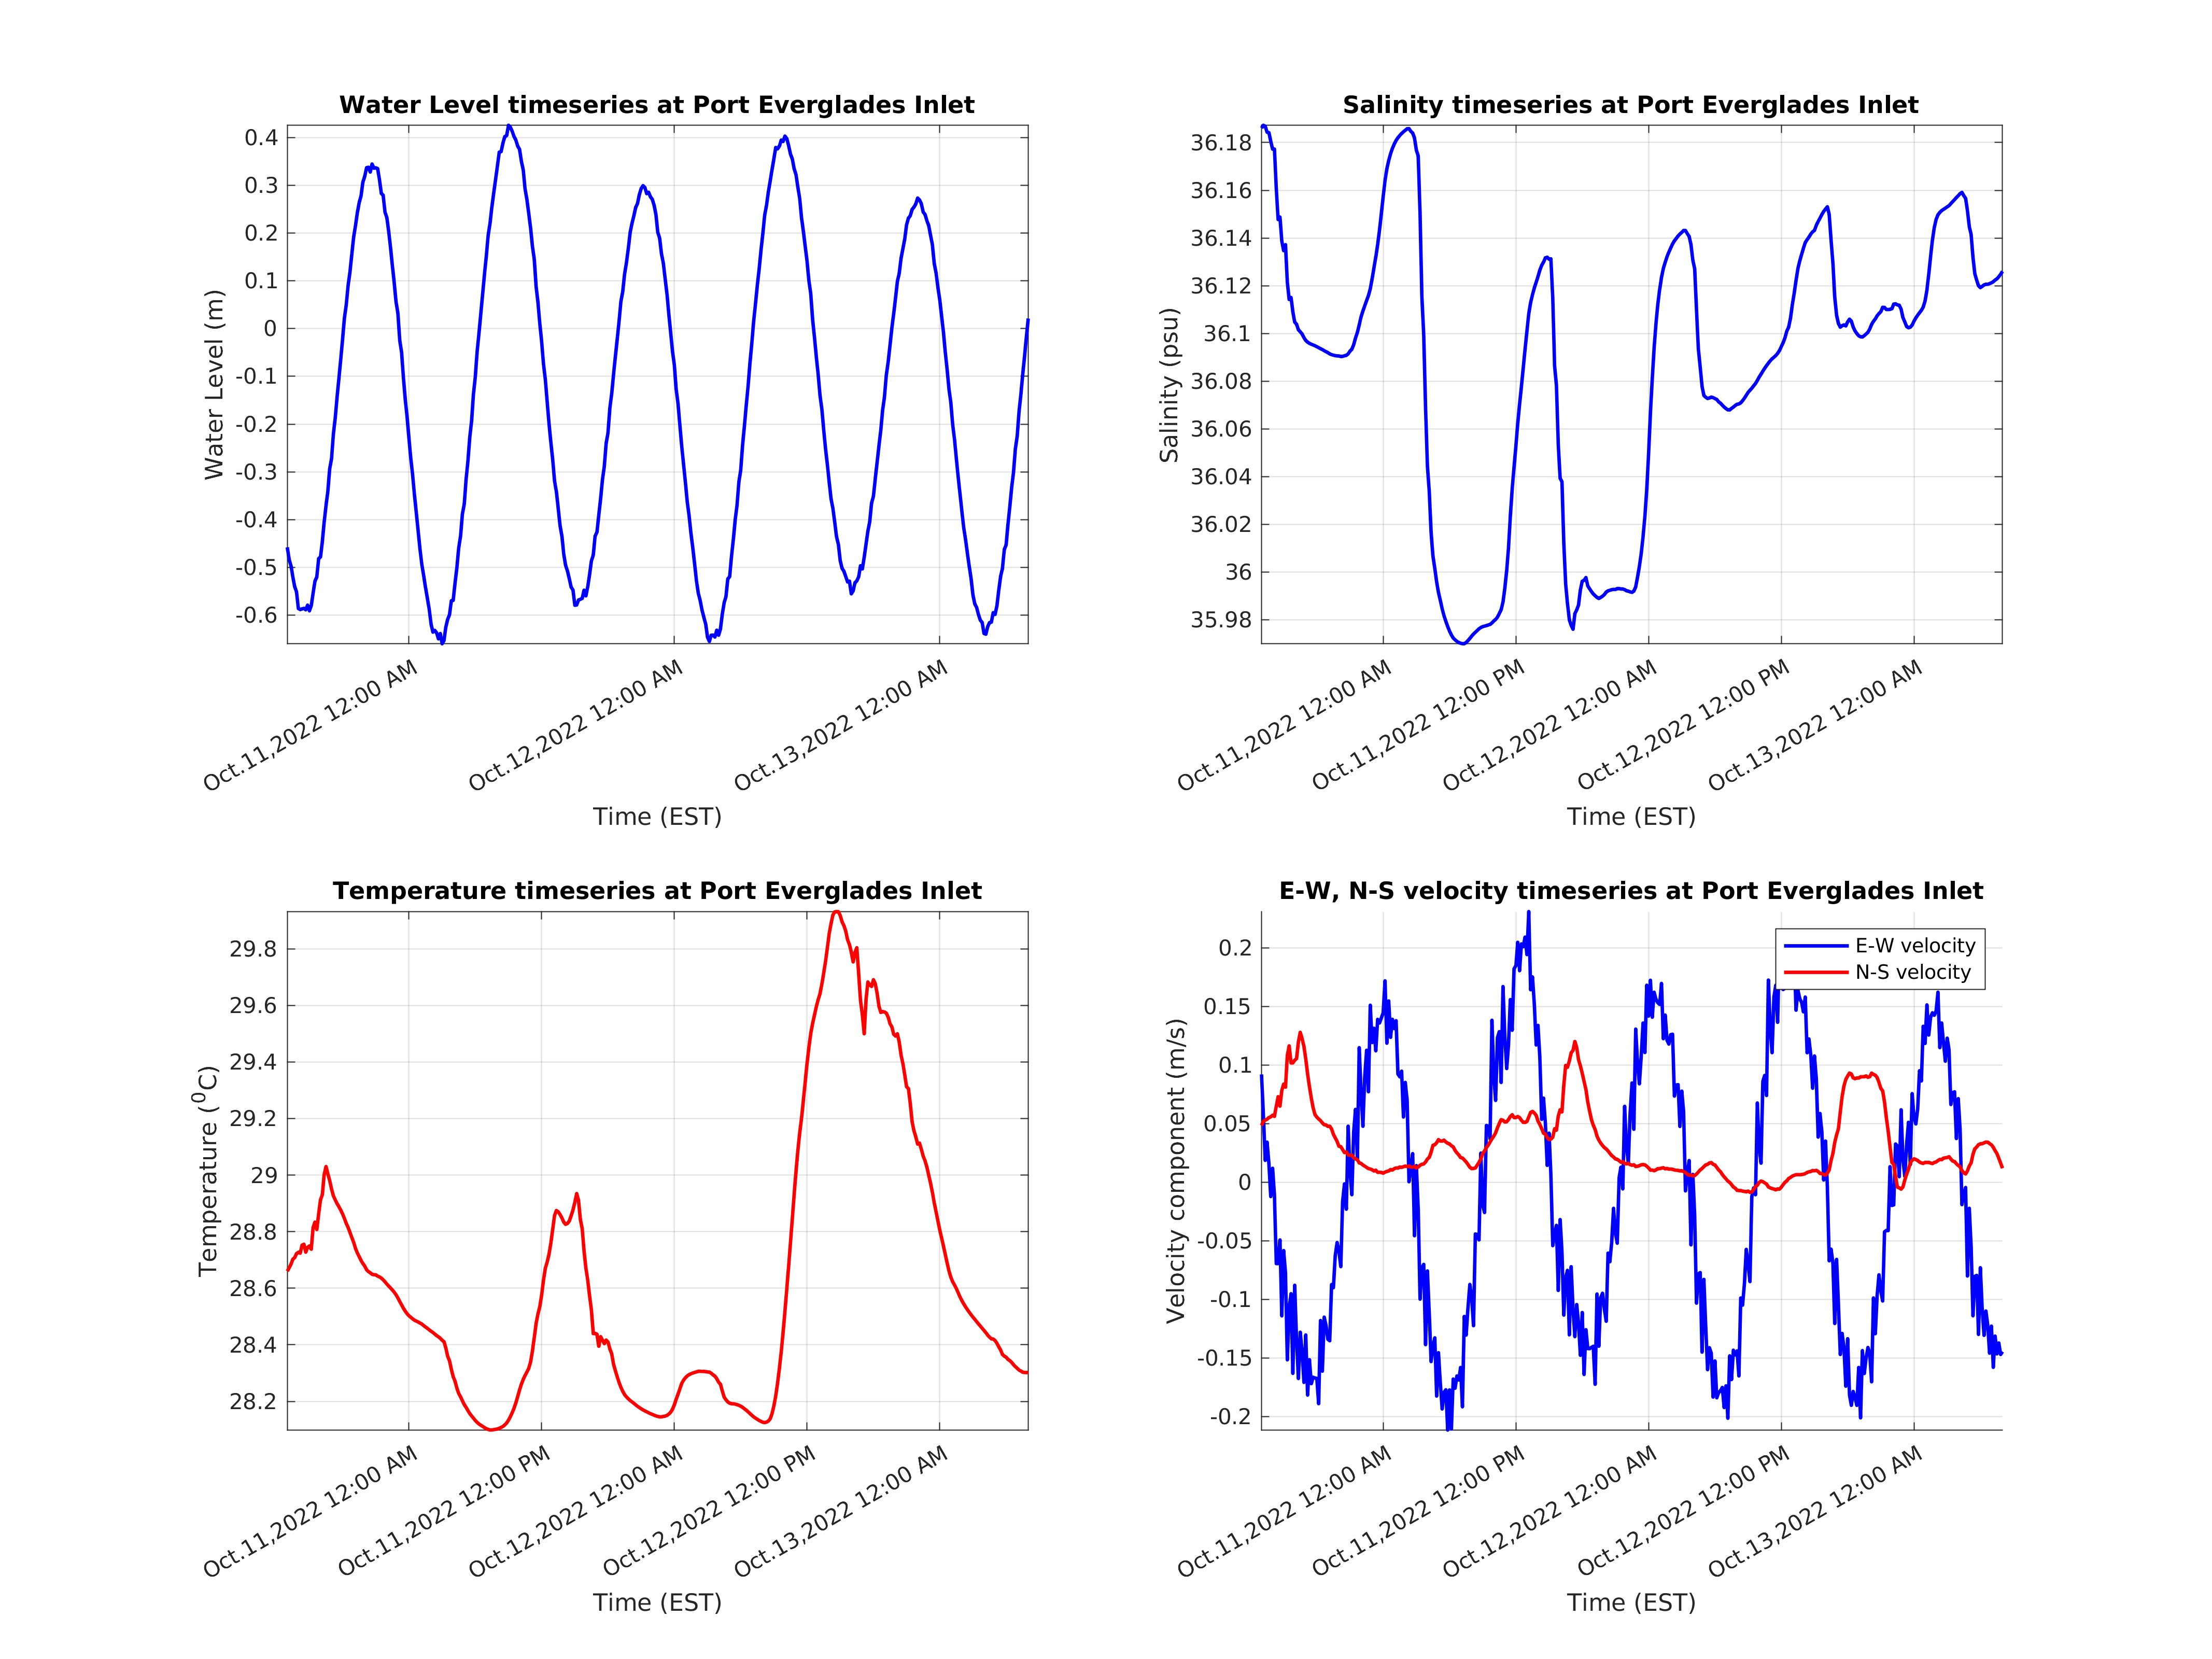 Water Level timeseries at Port Everglades Inlet
0.4
0.3
0.2
0.1
0
-0.1
-0.2
-0.3
-0.4
-0.5
-0.6
Water Level (m)
Oct.11,2022 12:00 AM
Oct.12,2022 12:00 AM
Oct.13,2022 12:00 AM
Time (EST)
Salinity timeseries at Port Everglades Inlet
36.18
36.16
36.14
36.12
36.1
36.08
36.06
36.04
36.02
36
35.98
Salinity (psu)
Oct.11,2022 12:00 AM
Oct.11,2022 12:00 PM
Oct.12,2022 12:00 AM
Oct.12,2022 12:00 PM
Oct.13,2022 12:00 AM
Time (EST)
Temperature timeseries at Port Everglades Inlet
29.8
29.6
29.4
29.2
29
28.8
28.6
28.4
28.2
Temperature (⁰C)
Oct.11,2022 12:00 AM
Oct.11,2022 12:00 PM
Oct.12,2022 12:00 AM
Oct.12,2022 12:00 PM
Oct.13,2022 12:00 AM
Time (EST)
E-W, N-S velocity timeseries at Port Everglades Inlet
E-W velocity
N-S velocity
0.2
0.15
0.1
0.05
0
-0.05
-0.1
-0.15
-0.2
Velocity component (m/s)
Oct.11,2022 12:00 AM
Oct.11,2022 12:00 PM
Oct.12,2022 12:00 AM
Oct.12,2022 12:00 PM
Oct.13,2022 12:00 AM
Time (EST)